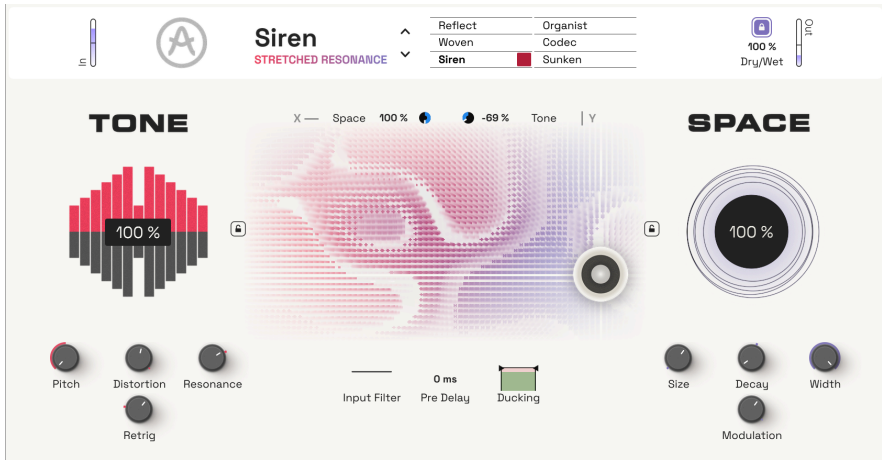 In
Siren
STRETCHED RESONANCE
Reflect
Organist
Woven
Codec
Siren
Sunken
100 %
Dry/Wet
Out
TONE
X
Space
100 %
-69 %
Tone
Y
SPACE
100 %
100 %
Pitch
Distortion
Resonance
Retrig
Input Filter
0 ms
Pre Delay
Ducking
Size
Decay
Width
Modulation